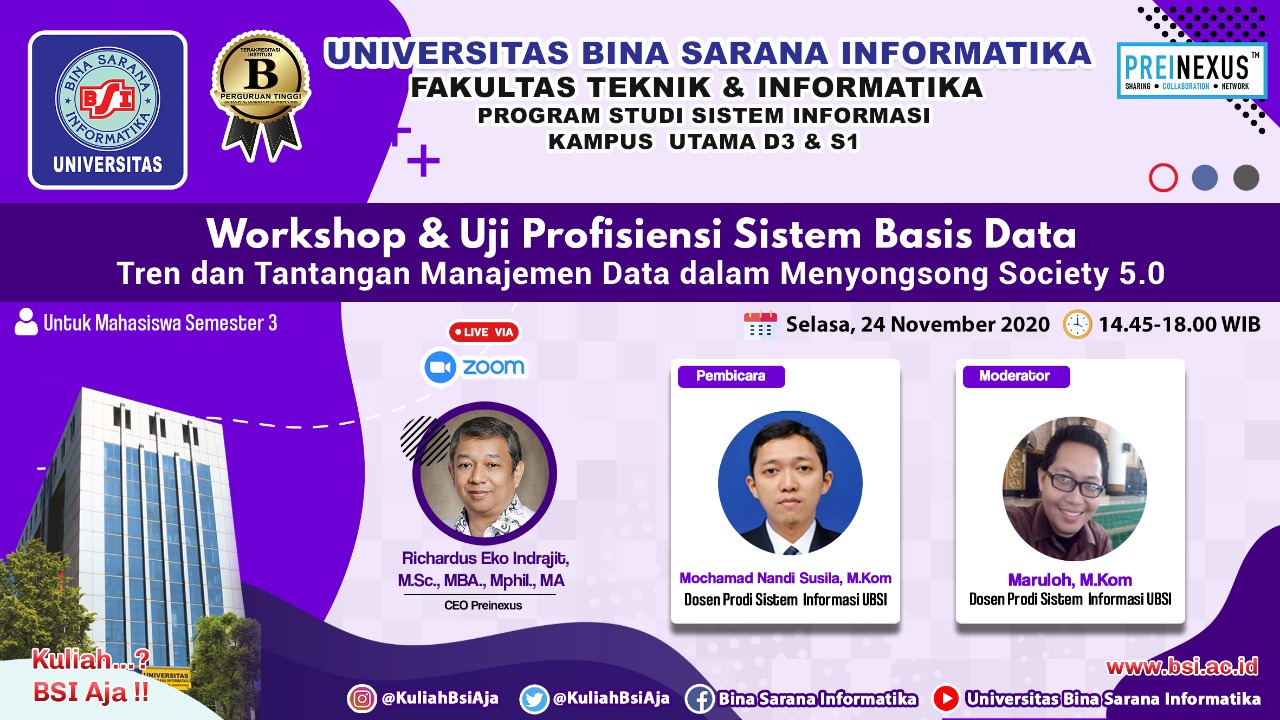 BINA SARANA
BSI
INFORMATIKA
UNIVERSITAS
TERAKREDITASI
INSTITUSI
B
PERGURUAN TINGGI
UNIVERSITAS BINA SARANA INFORMATIKA
FAKULTAS TEKNIK & INFORMATIKA
PROGRAM STUDI SISTEM INFORMASI
KAMPUS UTAMA D3 & S1
PREINEXUS™
SHARING • COLLABORATION • NETWORK
Workshop & Uji Profisiensi Sistem Basis Data
Tren dan Tantangan Manajemen Data dalam Menyongsong Society 5.0
Untuk Mahasiswa Semester 3
LIVE VIA
zoom
Selasa, 24 November 2020
14.45-18.00 WIB
Richardus Eko Indrajit,
M.Sc., MBA., Mphil., MA
CEO Preinexus
Pembicara
Mochamad Nandi Susila, M.Kom
Dosen Prodi Sistem Informasi UBSI
Moderator
Maruloh, M.Kom
Dosen Prodi Sistem Informasi UBSI
UNIVERSITAS
Kuliah...?
BSI Aja !!
www.bsi.ac.id
@KuliahBsiAja
@KuliahBsiAja
Bina Sarana Informatika
Universitas Bina Sarana Informatika